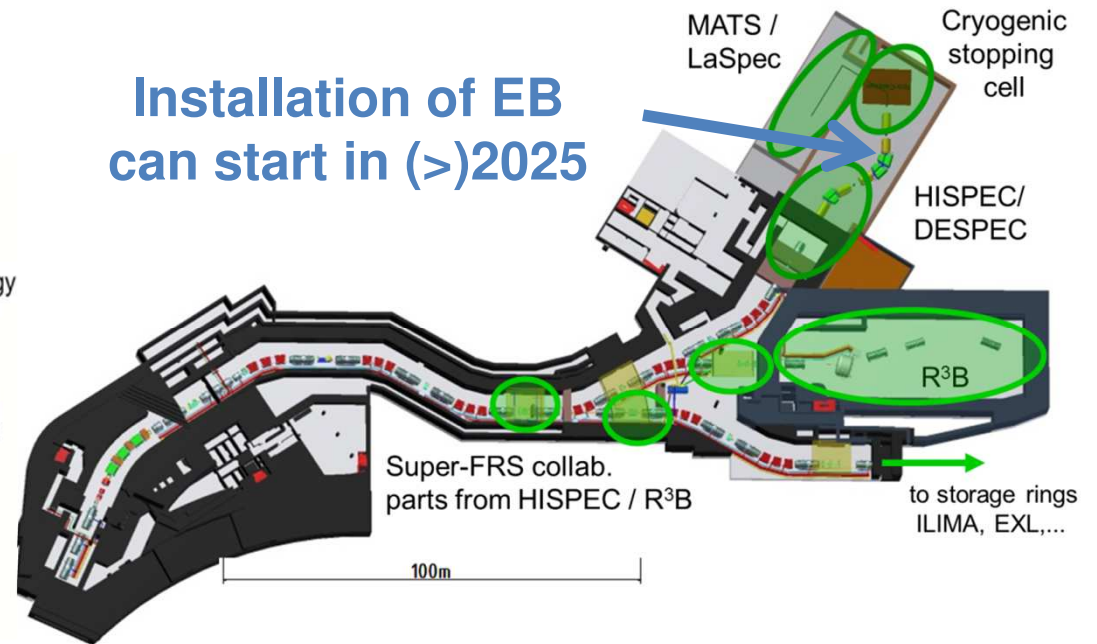 MATS /
LaSpec
Cryogenic
stopping
cell
Installation of EB
can start in (>)2025
HISPEC/
DESPEC
gy
R³B
Super-FRS collab.
parts from HISPEC / R³B
to storage rings
ILIMA, EXL,...
100m